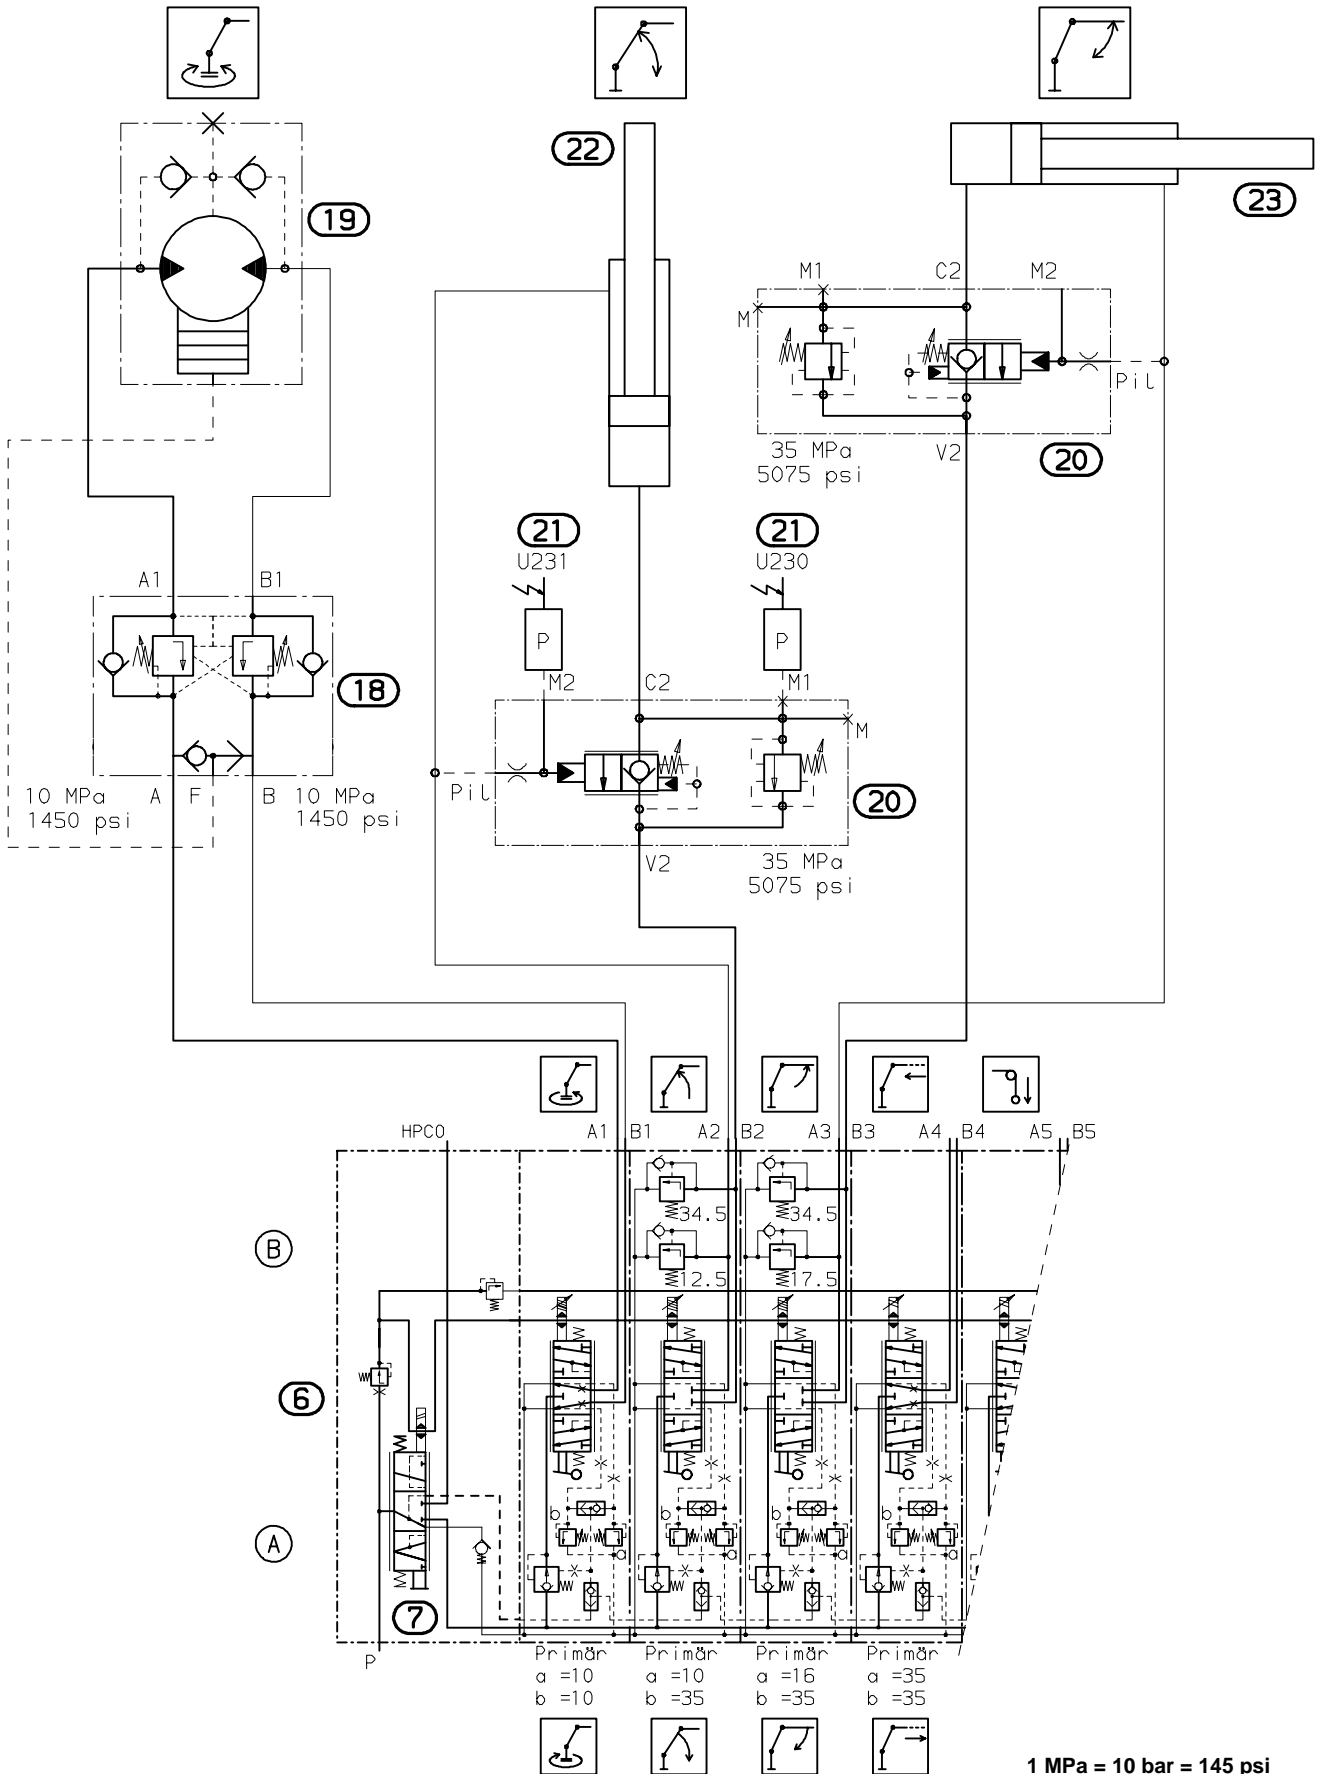 19
22
23
M1
C2
M2
M
Pil
35 MPa
5075 psi
V2
20
21
U231
21
U230
A1
B1
P
P
18
M2
C2
M1
M
Pil
20
10 MPa
1450 psi
A
F
B
10 MPa
1450 psi
V2
35 MPa
5075 psi
HPCO
A1
B1
A2
B2
A3
B3
A4
B4
A5
B5
34.5
34.5
B
12.5
17.5
6
b
b
b
b
A
a
a
a
a
7
P
Primär
a =10
b =10
Primär
a =10
b =35
Primär
a =16
b =35
Primär
a =35
b =35
1 MPa = 10 bar = 145 psi